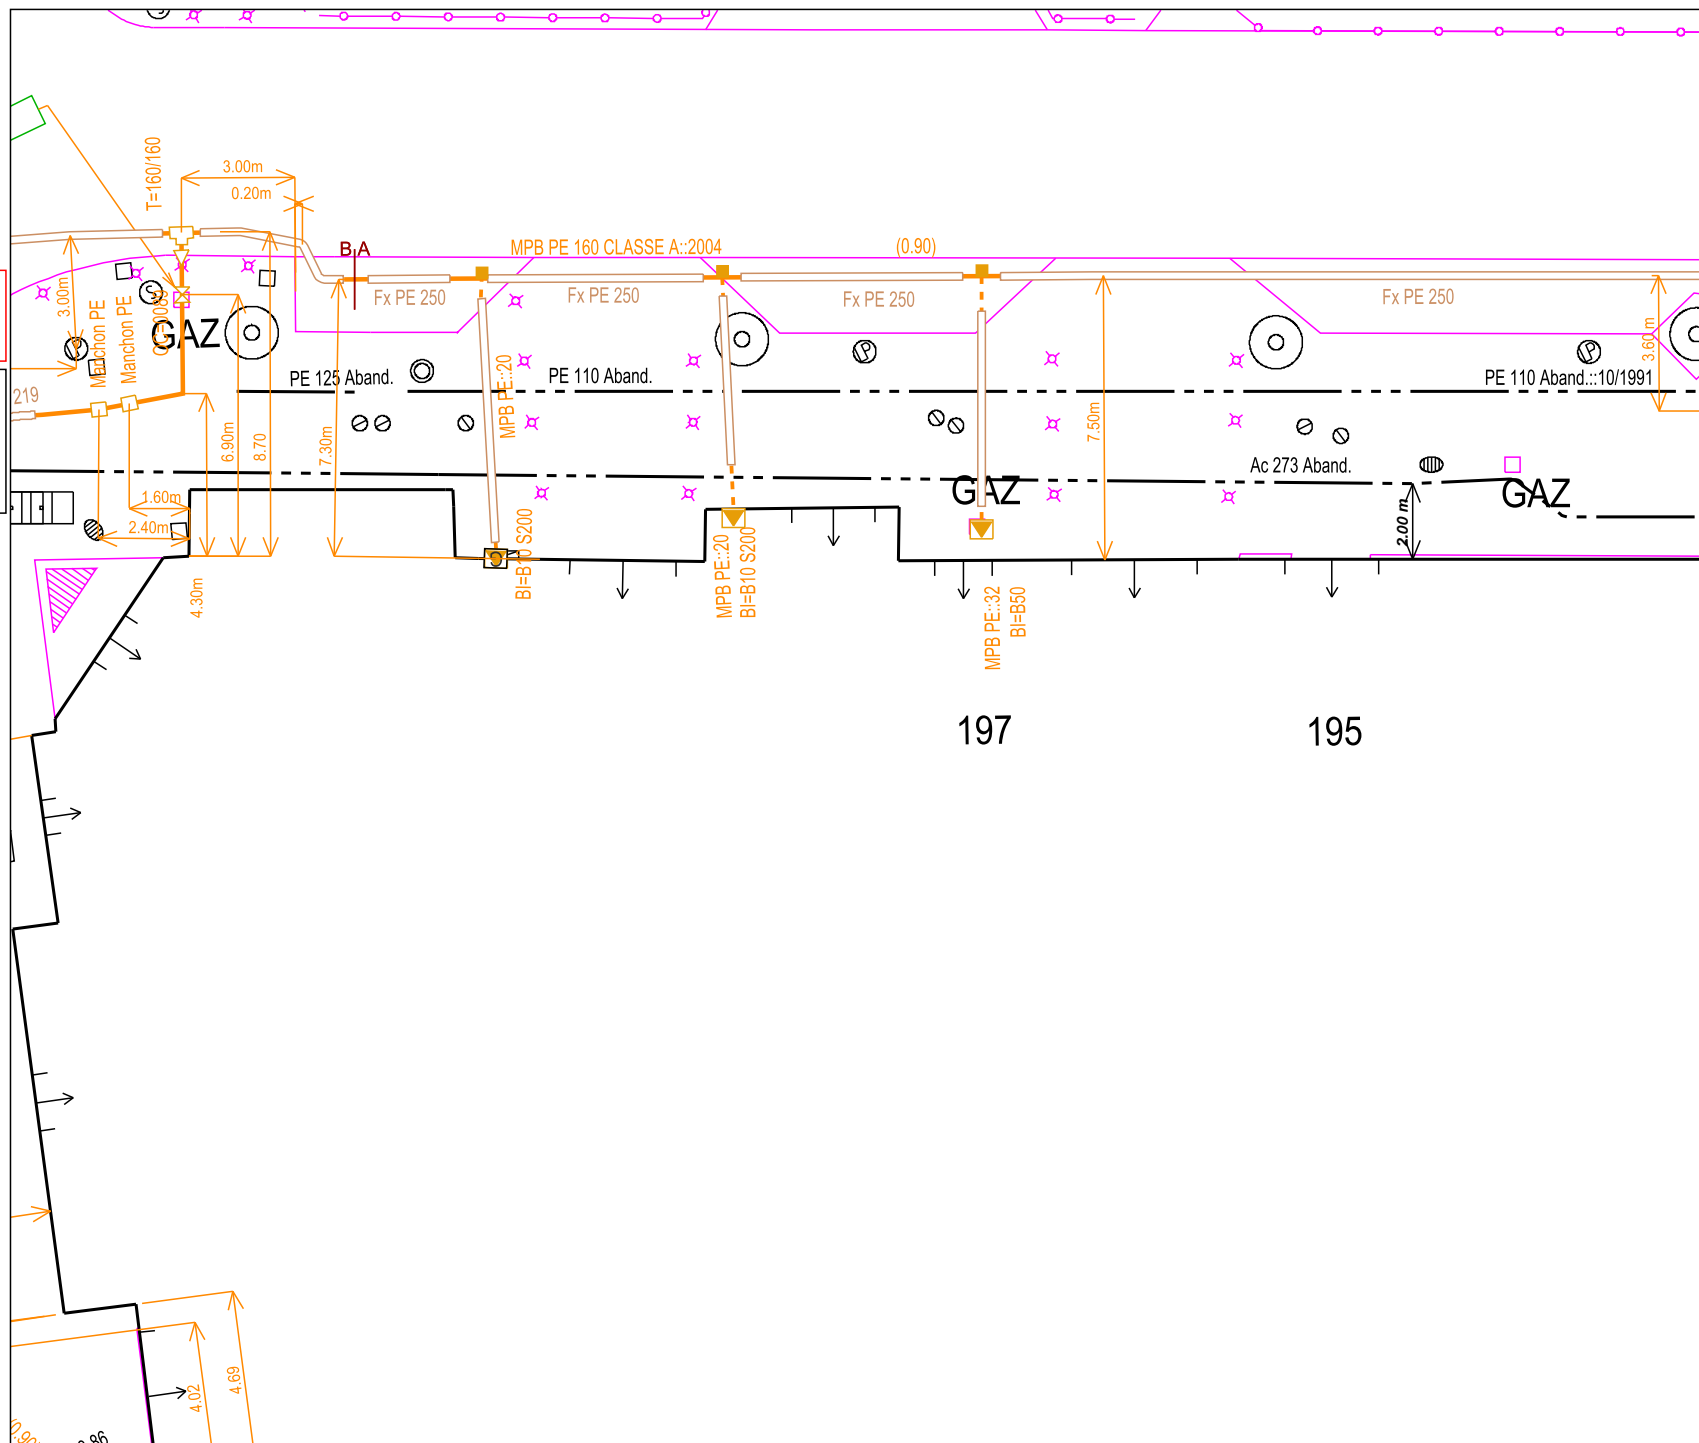 T=160/160
3.00m
0.20m
B A
MPB PE 160 CLASSE A::2004
(0.90)
3.00m
Manchon PE
Manchon PE
GAZ
Fx PE 250
Fx PE 250
Fx PE 250
Fx PE 250
3.60 m
PE 125 Aband.
PE 110 Aband.
PE 110 Aband.::10/1991
219
MPB PE::20
6.90m
8.70
7.30m
7.50m
Ac 273 Aband.
GAZ
GAZ
1.60m
2.40m
2.00 m
4.30m
BI=B10 S200
MPB PE::20
BI=B10 S200
MPB PE::32
BI=B50
197
195
4.02
4.69